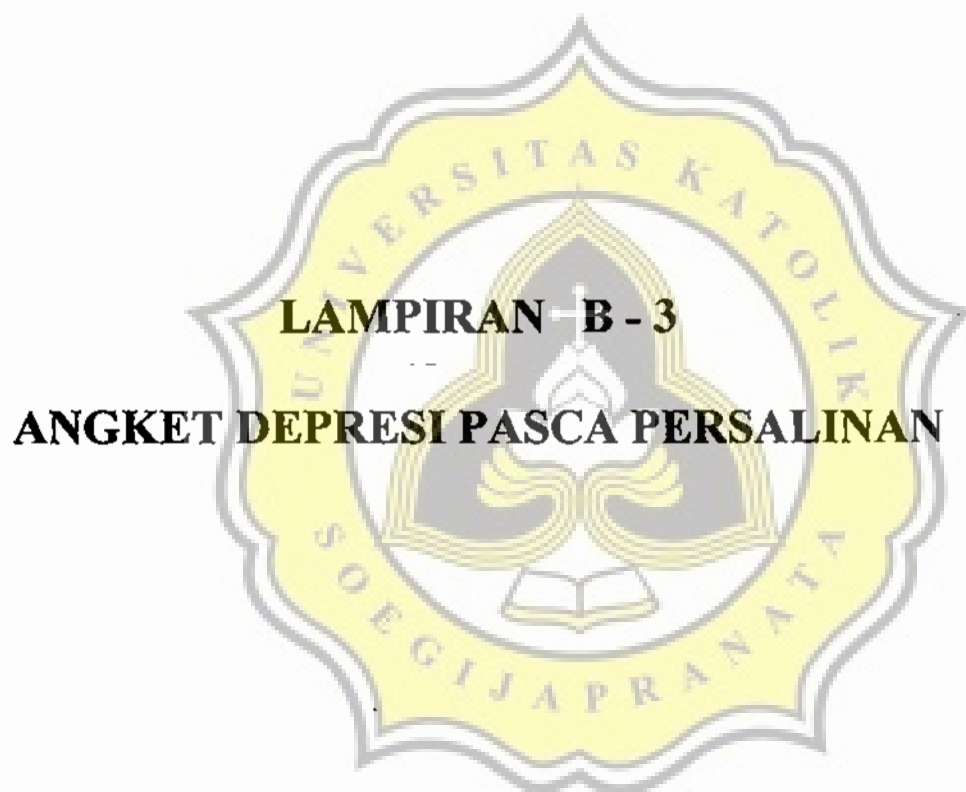 UNIVERSITAS KATOLIK
LAMPIRAN B - 3
ANGKET DEPRESI PASCA PERSALINAN
SOEGIJAPRANATA